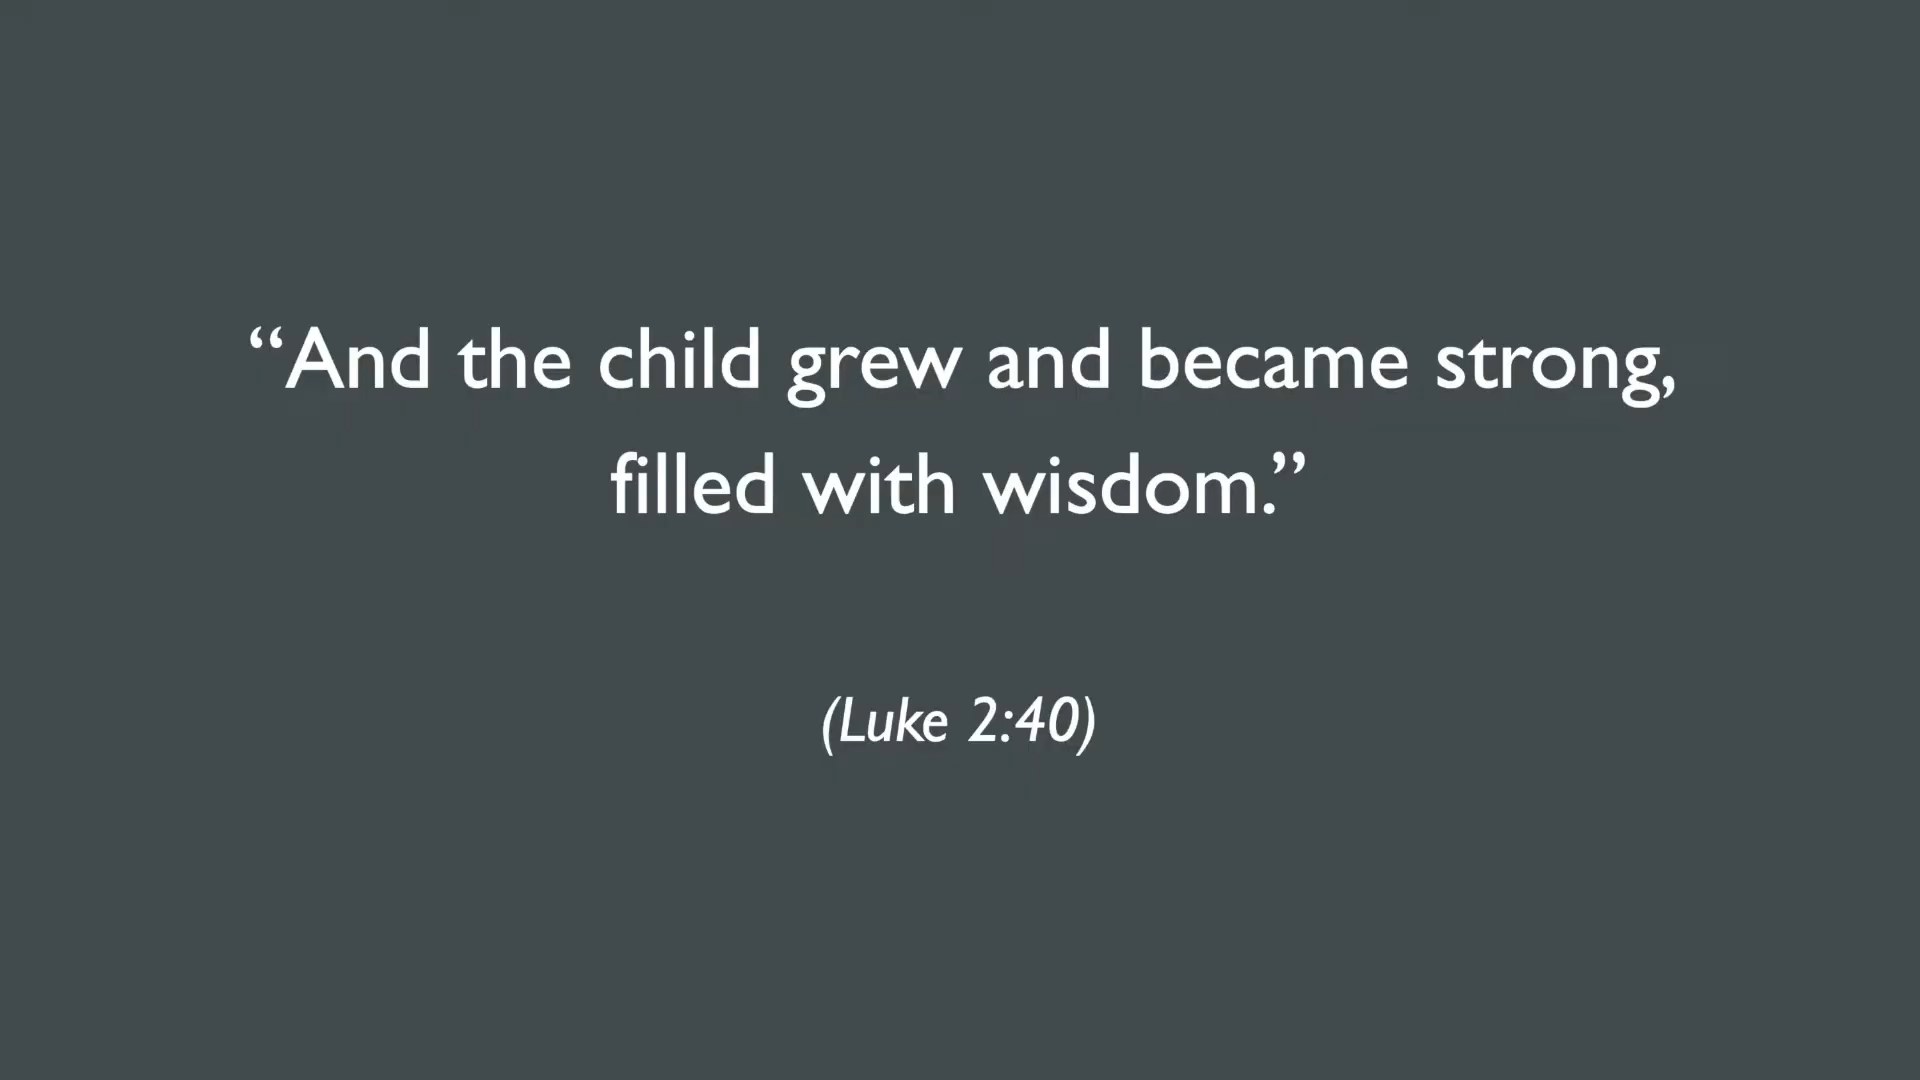 “And the child grew and became strong,
filled with wisdom.”
(Luke 2:40)